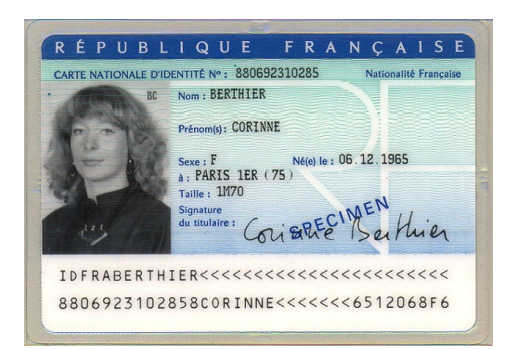 RÉPUBLIQUE FRANÇAISE
CARTE NATIONALE D'IDENTITÉ Nº : 880692310285 Nationalité Française
BC Nom : BERTHIER
Prénom(s): CORINNE
Sexe : F Né(e) le : 06.12.1965
à : PARIS 1ER (75)
Taille : 1M70
Signature
du titulaire : Corinne Berthier
SPECIMEN
IDFRABERTHIER<<<<<<<<<<<<<<<<<<<<<<<
8806923102858CORINNE<<<<<<<6512068F6